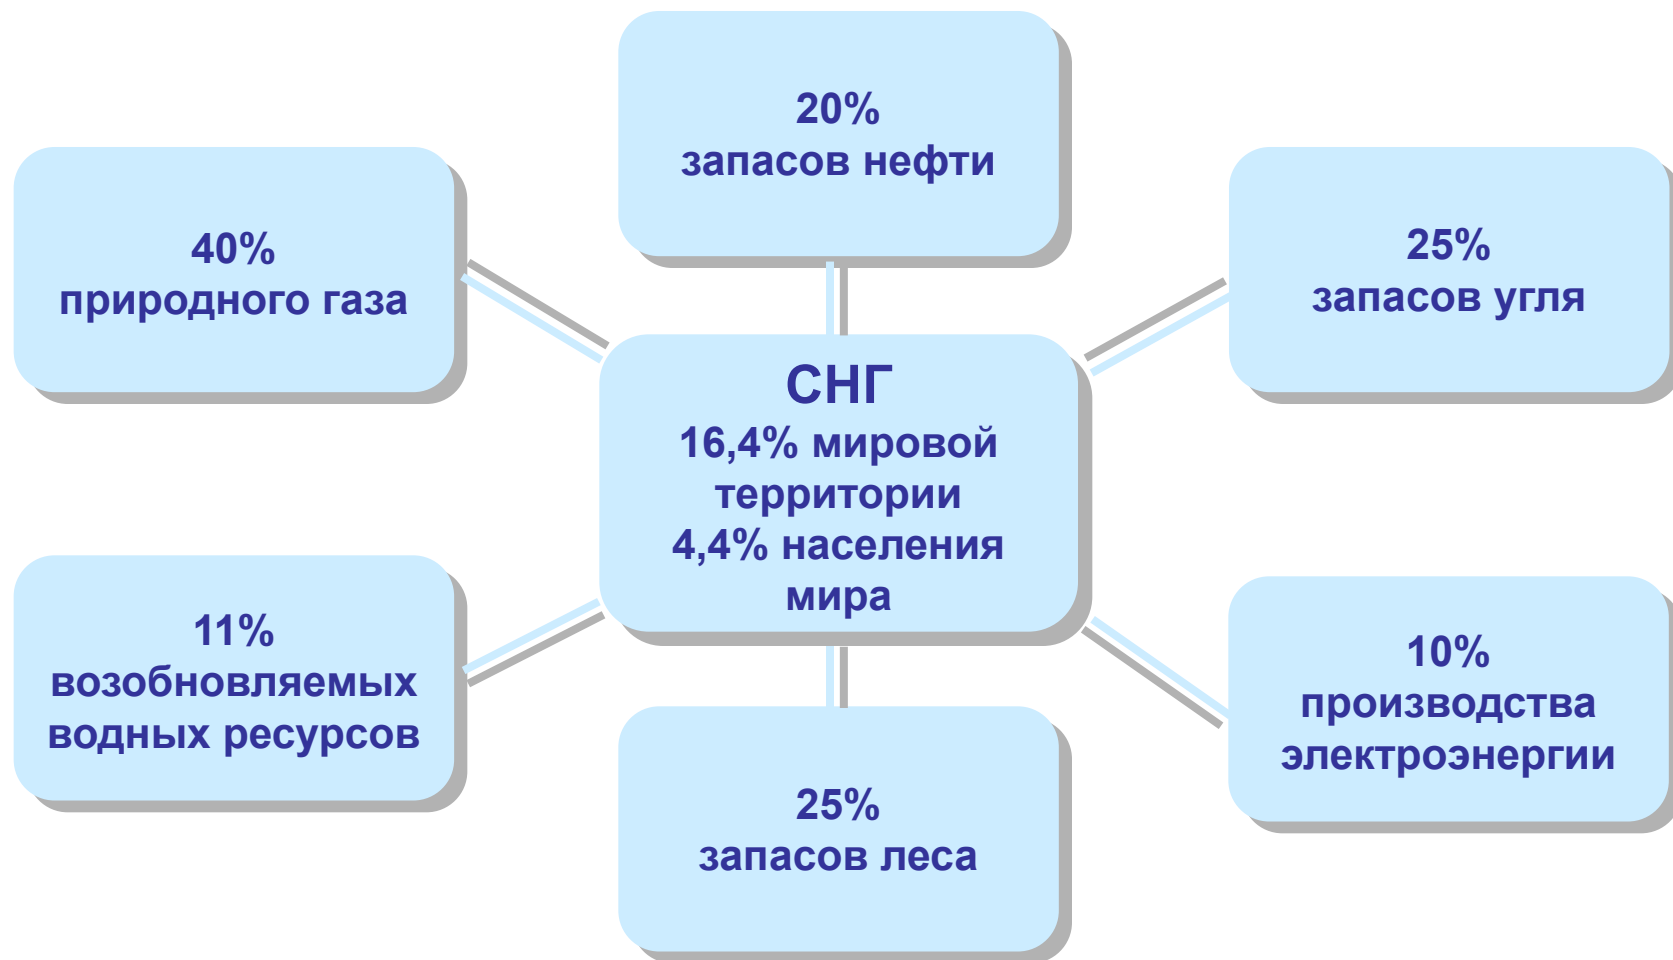 20%
запасов нефти
40%
природного газа
25%
запасов угля
СНГ
16,4% мировой
территории
4,4% населения
мира
11%
возобновляемых
водных ресурсов
10%
производства
электроэнергии
25%
запасов леса